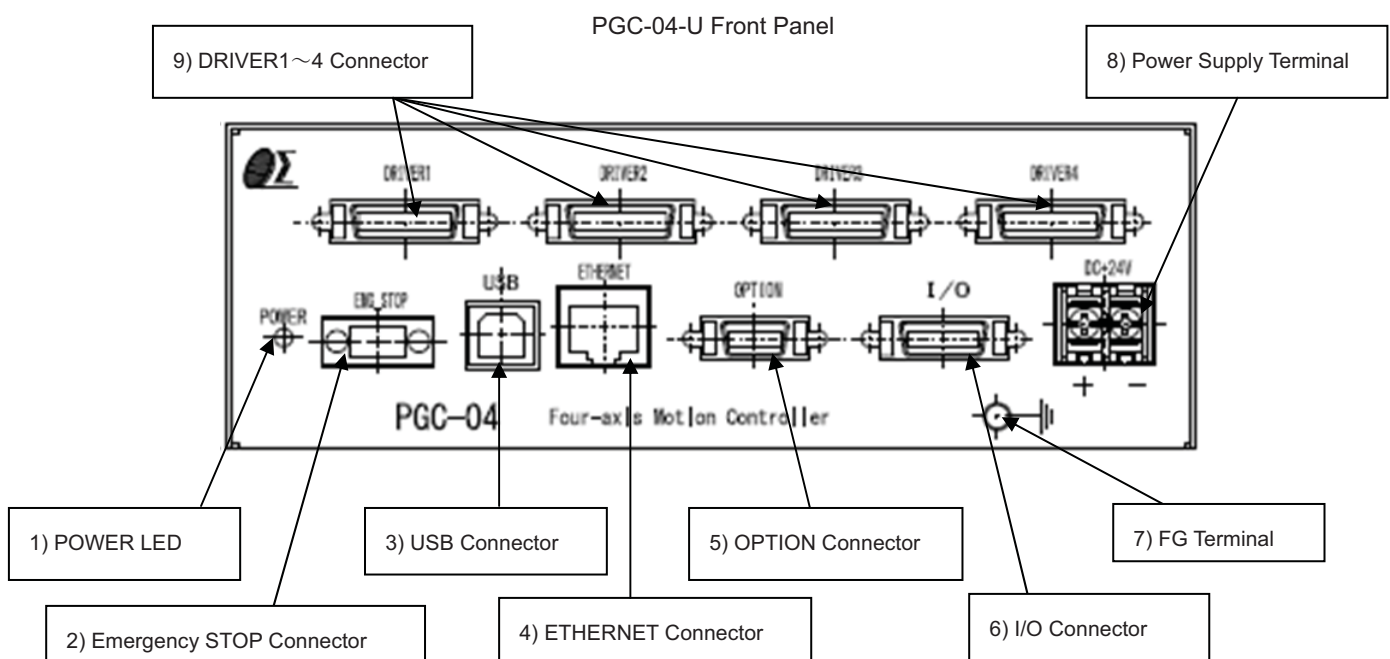 PGC-04-U Front Panel
9) DRIVER1～4 Connector
8) Power Supply Terminal
DRIVER1
DRIVER2
DRIVER3
DRIVER4
POWER
EMG_STOP
USB
ETHERNET
OPTION
I/O
DC+24V
+ −
PGC-04 Four-axis Motion Controller
1) POWER LED
3) USB Connector
5) OPTION Connector
7) FG Terminal
2) Emergency STOP Connector
4) ETHERNET Connector
6) I/O Connector